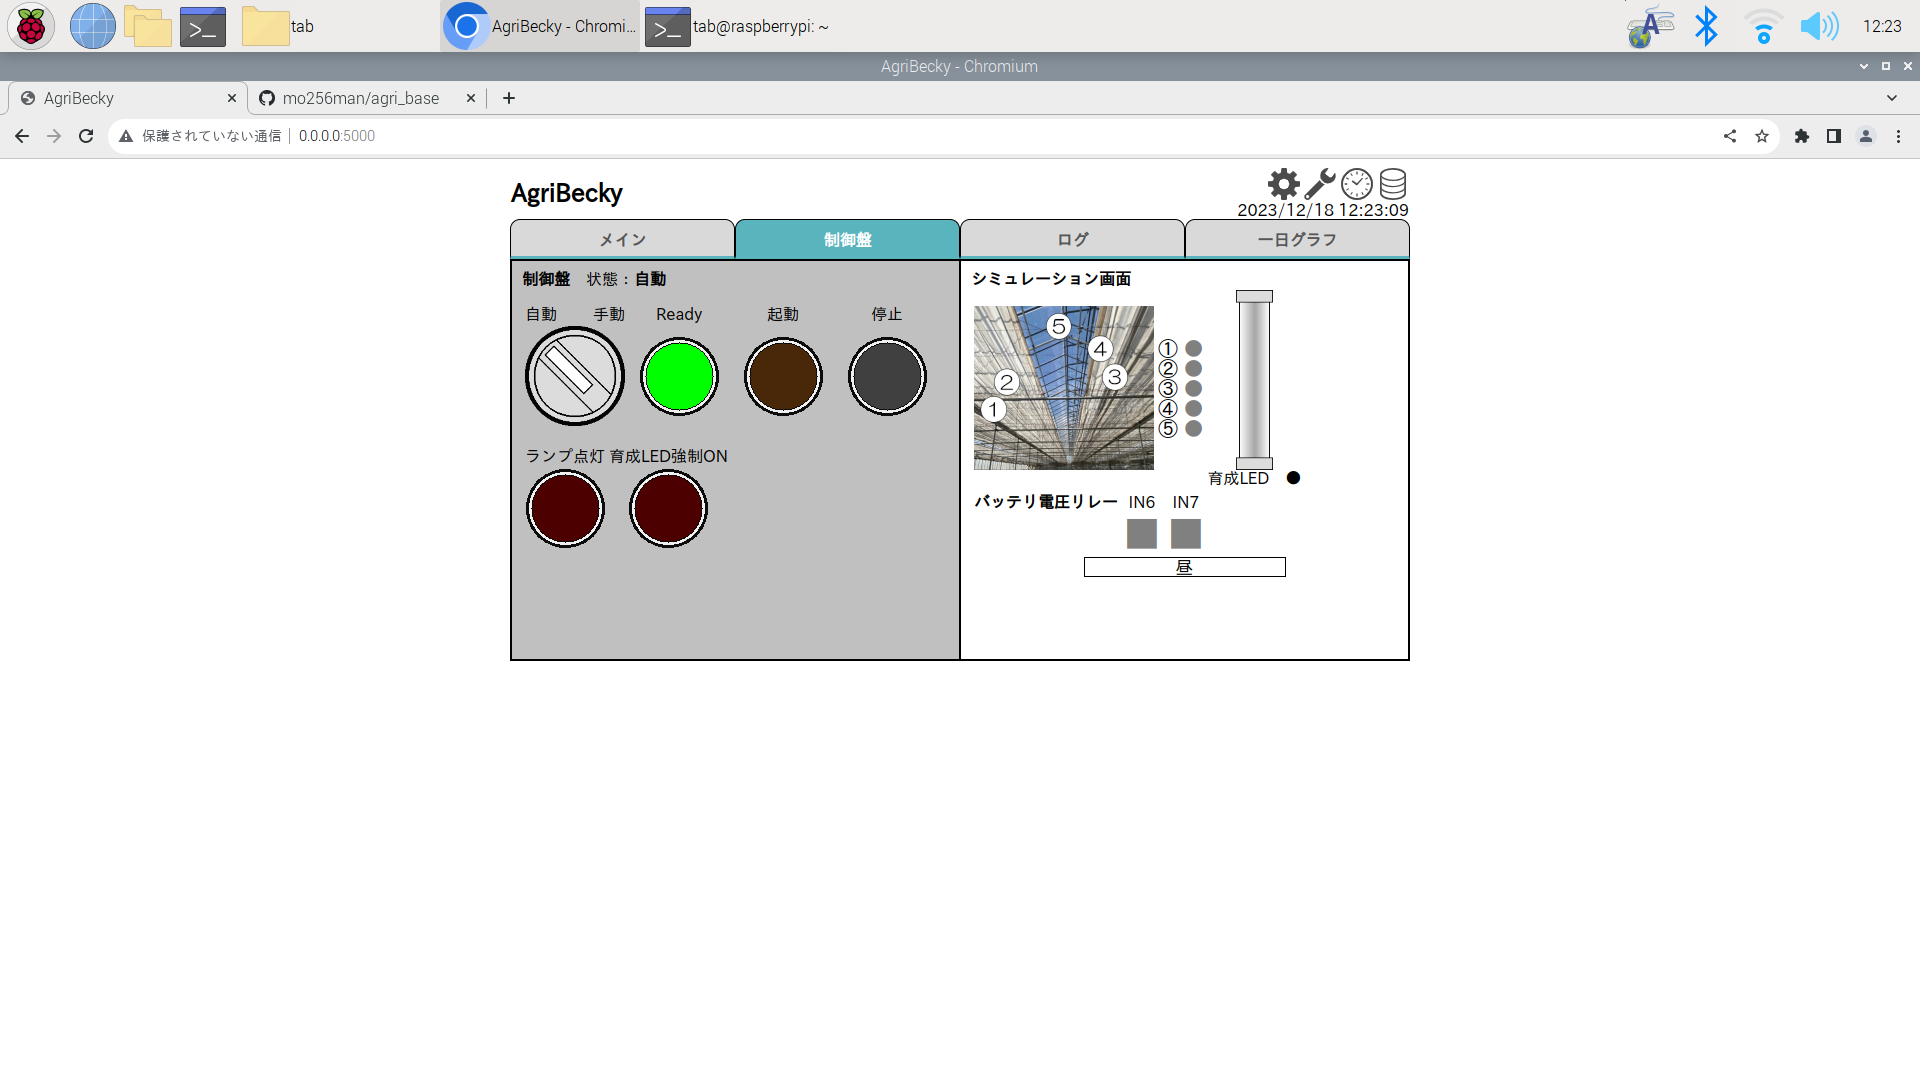 tab
AgriBecky - Chromi...
tab@raspberrypi: ~
12:23
AgriBecky - Chromium
AgriBecky
mo256man/agri_base
保護されていない通信
0.0.0.0:5000
AgriBecky
2023/12/18 12:23:09
メイン
制御盤
ログ
一日グラフ
制御盤 状態：自動
自動 手動 Ready 起動 停止
ランプ点灯 育成LED強制ON
シミュレーション画面
⑤
④
③
②
①
①
②
③
④
⑤
育成LED
バッテリ電圧リレー IN6 IN7
昼